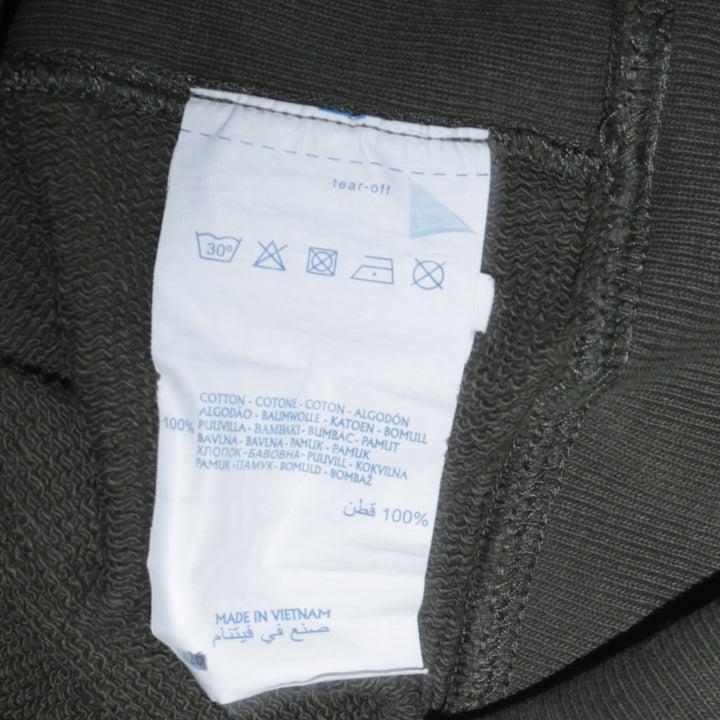 tear-off
30°
COTTON - COTONE - COTON - ALGODÓN
ALGODÃO - BAUMWOLLE - KATOEN - BOMULL
100% PUUVILLA - BAMBAKI - BUMBAC - PAMUT
BAVLNA - BAVLNA - PAMUK - PAMUK
ХЛОПОК - БАВОВНА - PUUVILL - KOKVILNA
PAMUK - ПАМУК - BOMULD - BOMBAŽ
100% قطن
MADE IN VIETNAM
صنع في فيتنام